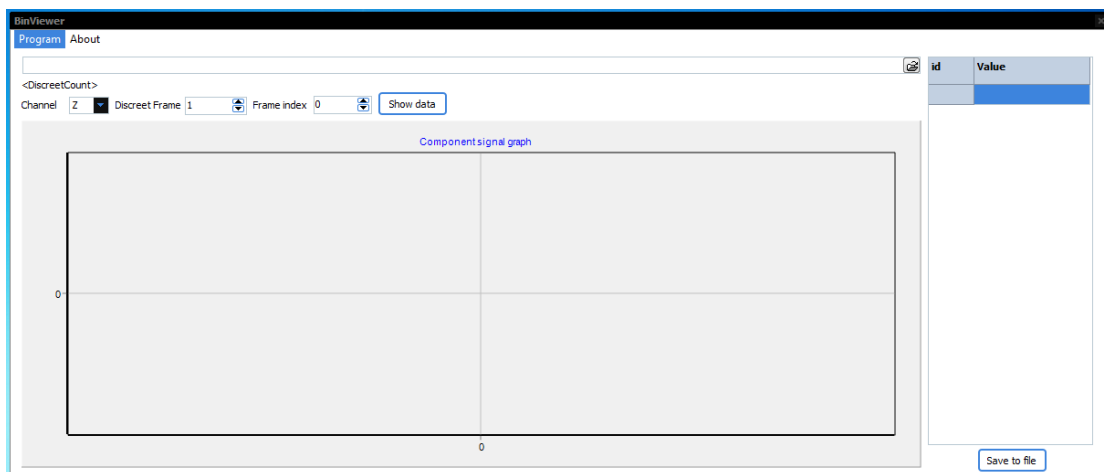 BinViewer
Program About
id Value
<DiscreetCount>
Channel Z Discreet Frame 1 Frame index 0 Show data
Component signal graph
0
0
Save to file